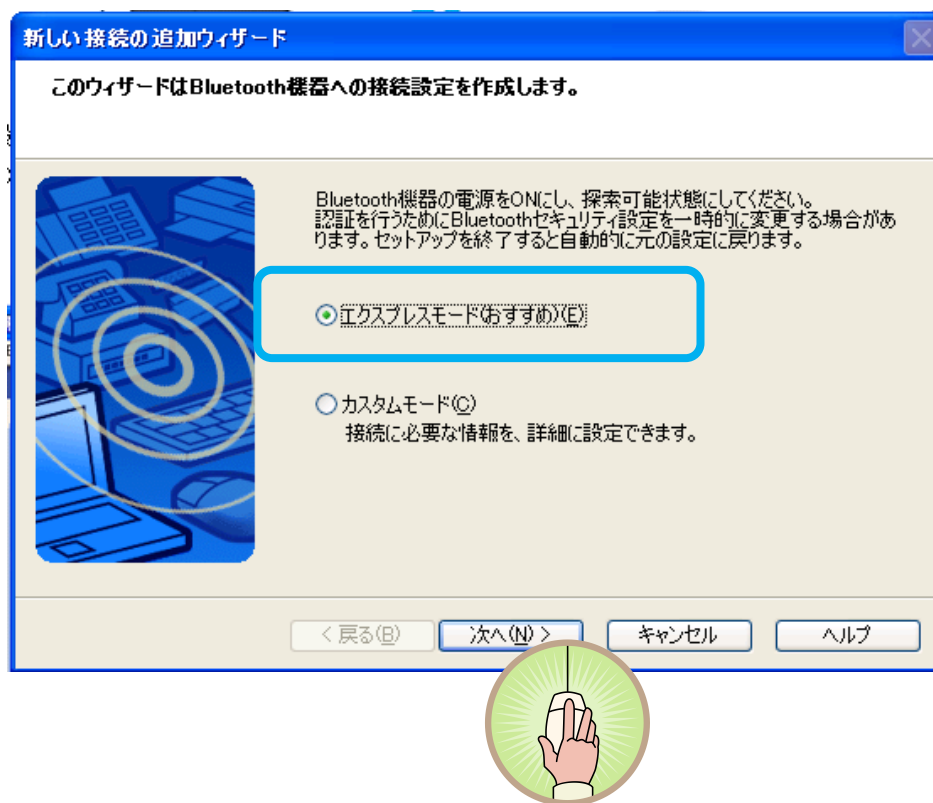 新しい接続の追加ウィザード
このウィザードはBluetooth機器への接続設定を作成します。
Bluetooth機器の電源をONにし、探索可能状態にしてください。
認証を行うためにBluetoothセキュリティ設定を一時的に変更する場合があ
ります。セットアップを終了すると自動的に元の設定に戻ります。
エクスプレスモード(おすすめ)(E)
カスタムモード(C)
接続に必要な情報を、詳細に設定できます。
< 戻る(B) 次へ(N) > キャンセル ヘルプ